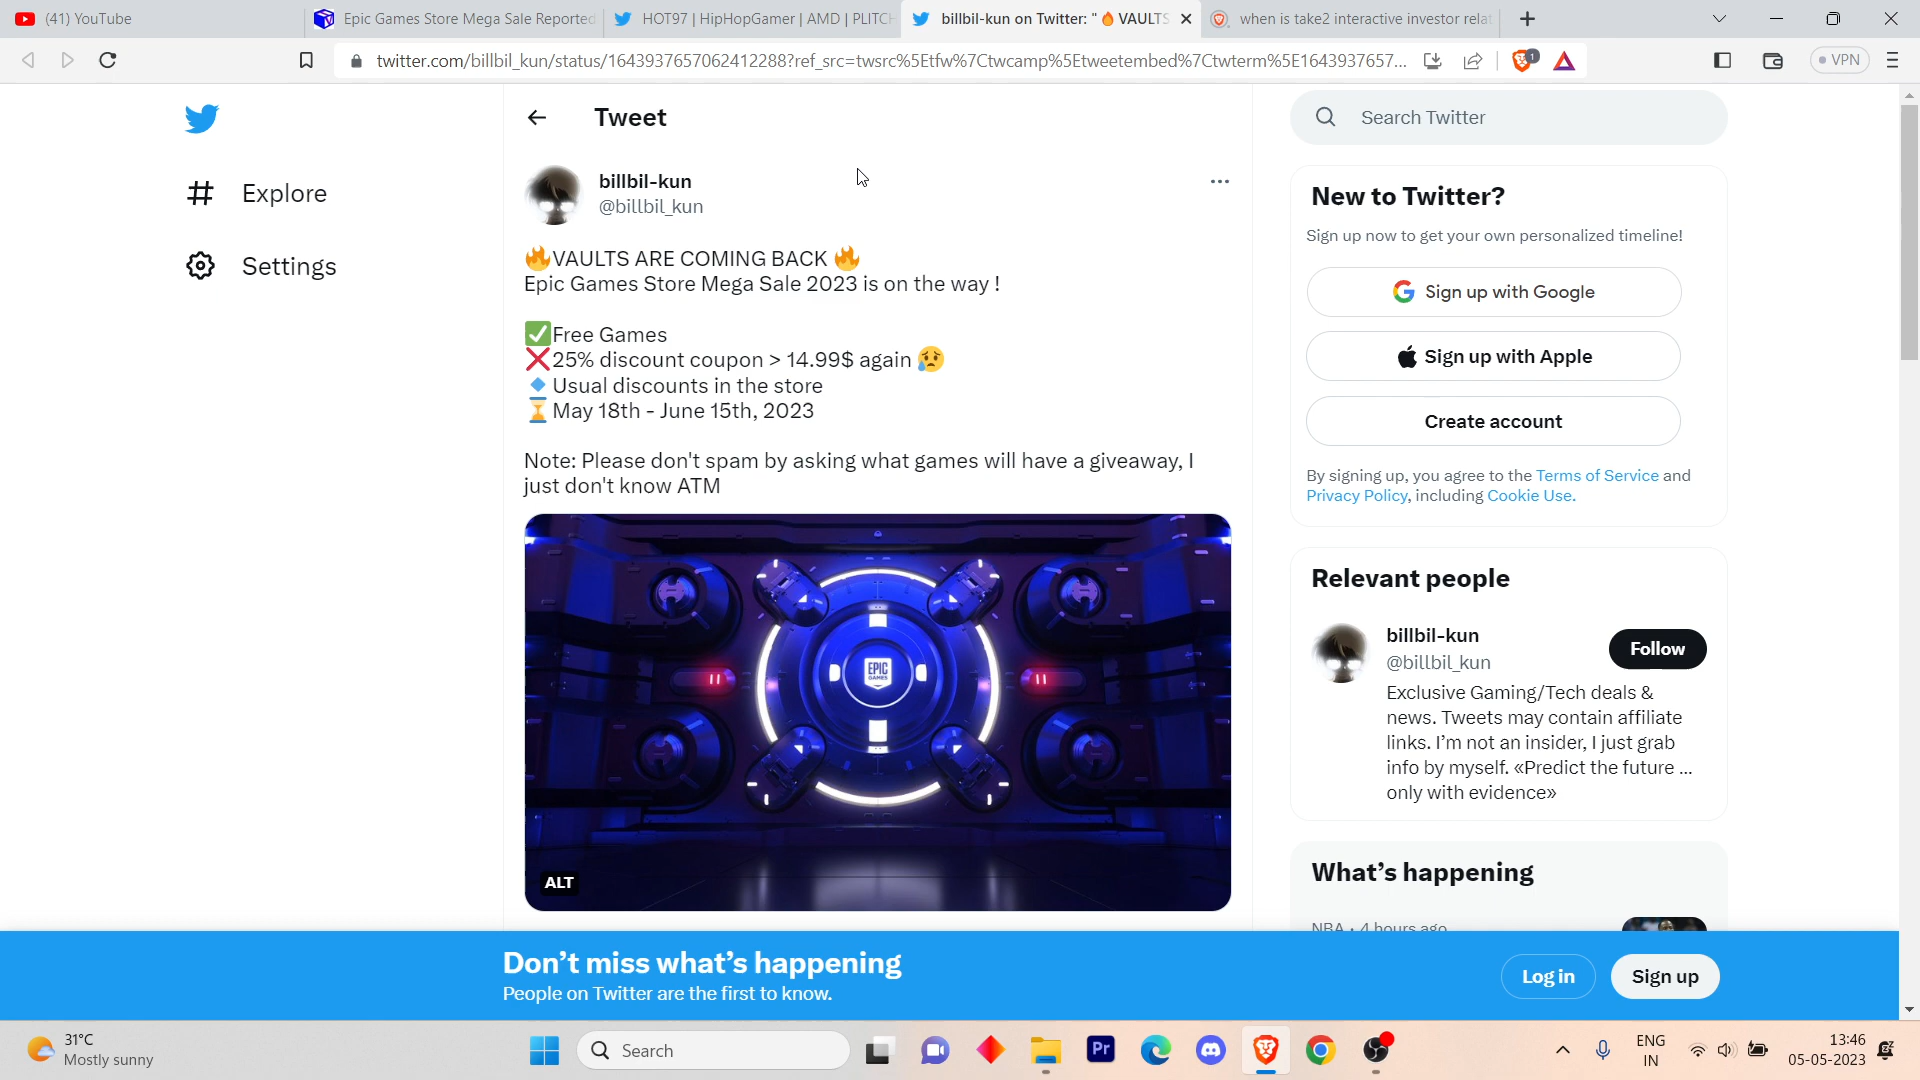 (41) YouTube
Epic Games Store Mega Sale Reported
HOT97 | HipHopGamer | AMD | PLITCH
billbil-kun on Twitter: "🔥VAULTS
when is take2 interactive investor relat
twitter.com/billbil_kun/status/1643937657062412288?ref_src=twsrc%5Etfw%7Ctwcamp%5Etweetembed%7Ctwterm%5E1643937657...
1
VPN
Explore
Settings
Tweet
billbil-kun
@billbil_kun
🔥VAULTS ARE COMING BACK 🔥
Epic Games Store Mega Sale 2023 is on the way !
✅Free Games
❌25% discount coupon > 14.99$ again 😥
🔹Usual discounts in the store
⏳May 18th - June 15th, 2023
Note: Please don't spam by asking what games will have a giveaway, I
just don't know ATM
EPIC
GAMES
ALT
Search Twitter
New to Twitter?
Sign up now to get your own personalized timeline!
Sign up with Google
Sign up with Apple
Create account
By signing up, you agree to the Terms of Service and
Privacy Policy, including Cookie Use.
Relevant people
billbil-kun
@billbil_kun
Follow
Exclusive Gaming/Tech deals &
news. Tweets may contain affiliate
links. I'm not an insider, I just grab
info by myself. «Predict the future ...
only with evidence»
What's happening
NBA · 4 hours ago
Don't miss what's happening
People on Twitter are the first to know.
Log in
Sign up
31°C
Mostly sunny
Search
Pr
ENG
IN
13:46
05-05-2023